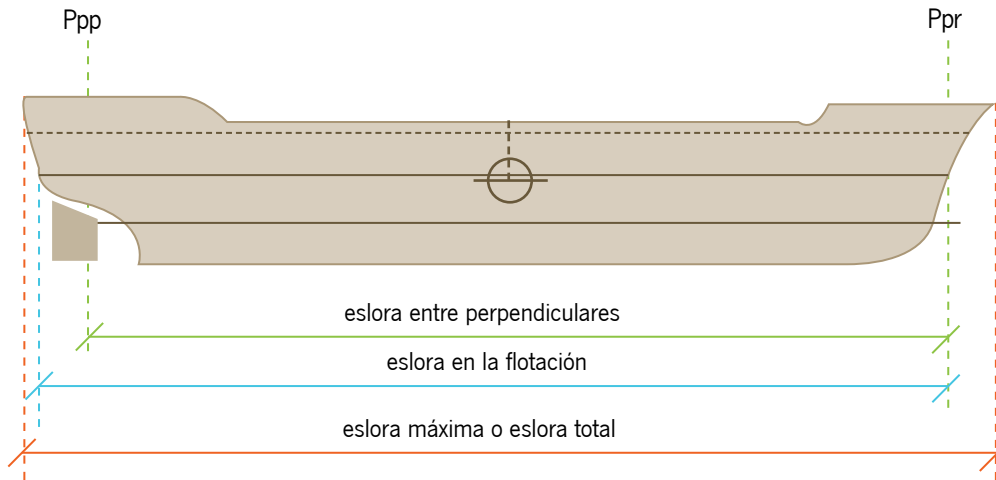 Ppp
Ppr
eslora entre perpendiculares
eslora en la flotación
eslora máxima o eslora total